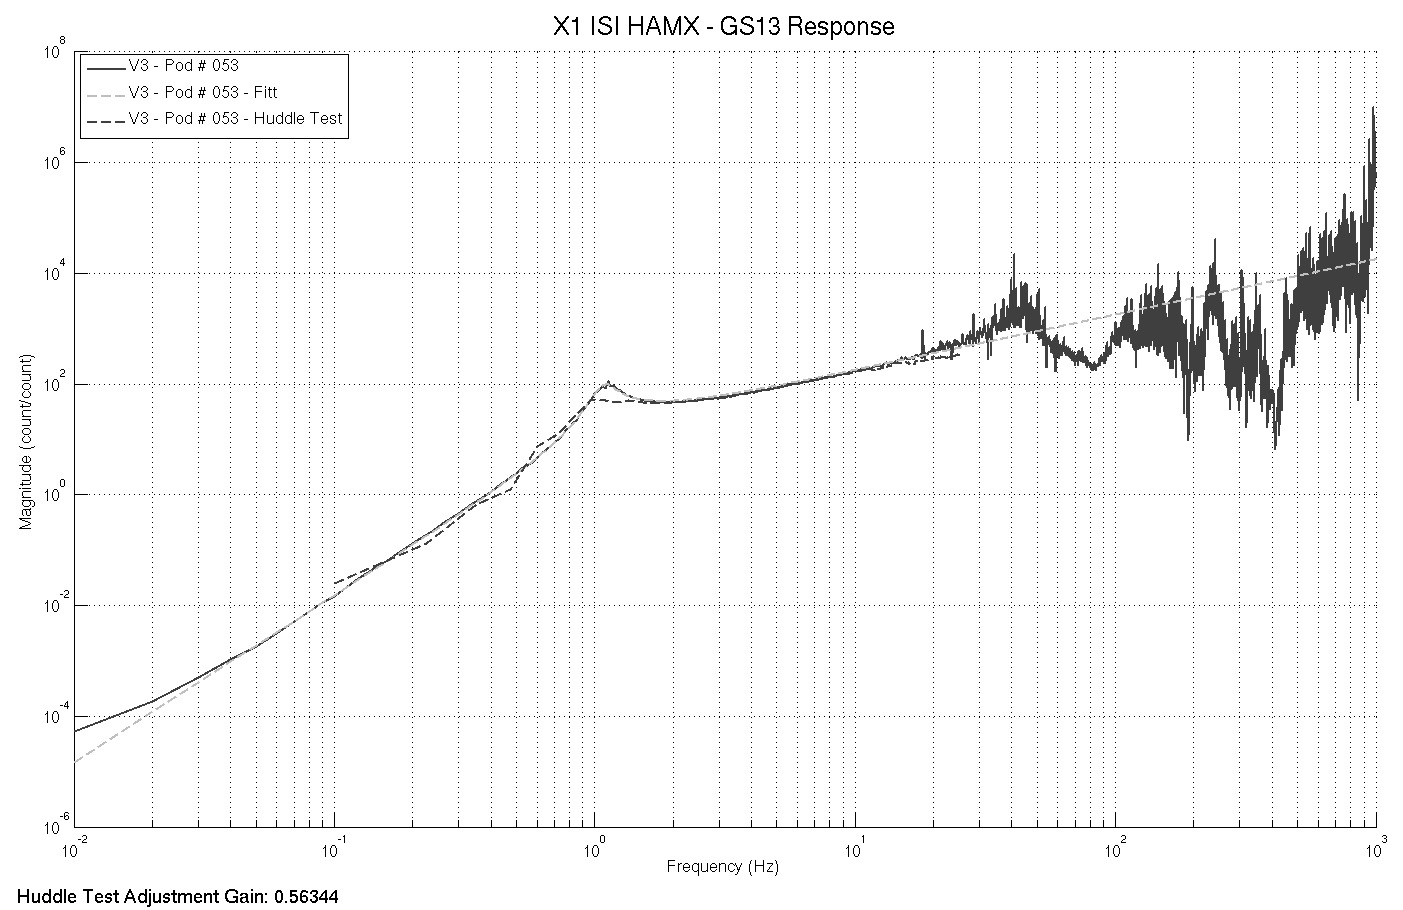 X1 ISI HAMX - GS13 Response
V3 - Pod # 053
V3 - Pod # 053 - Fitt
V3 - Pod # 053 - Huddle Test
Magnitude (count/count)
10^8
10^6
10^4
10^2
10^0
10^-2
10^-4
10^-6
10^-2 10^-1 10^0 10^1 10^2 10^3
Frequency (Hz)
Huddle Test Adjustment Gain: 0.56344